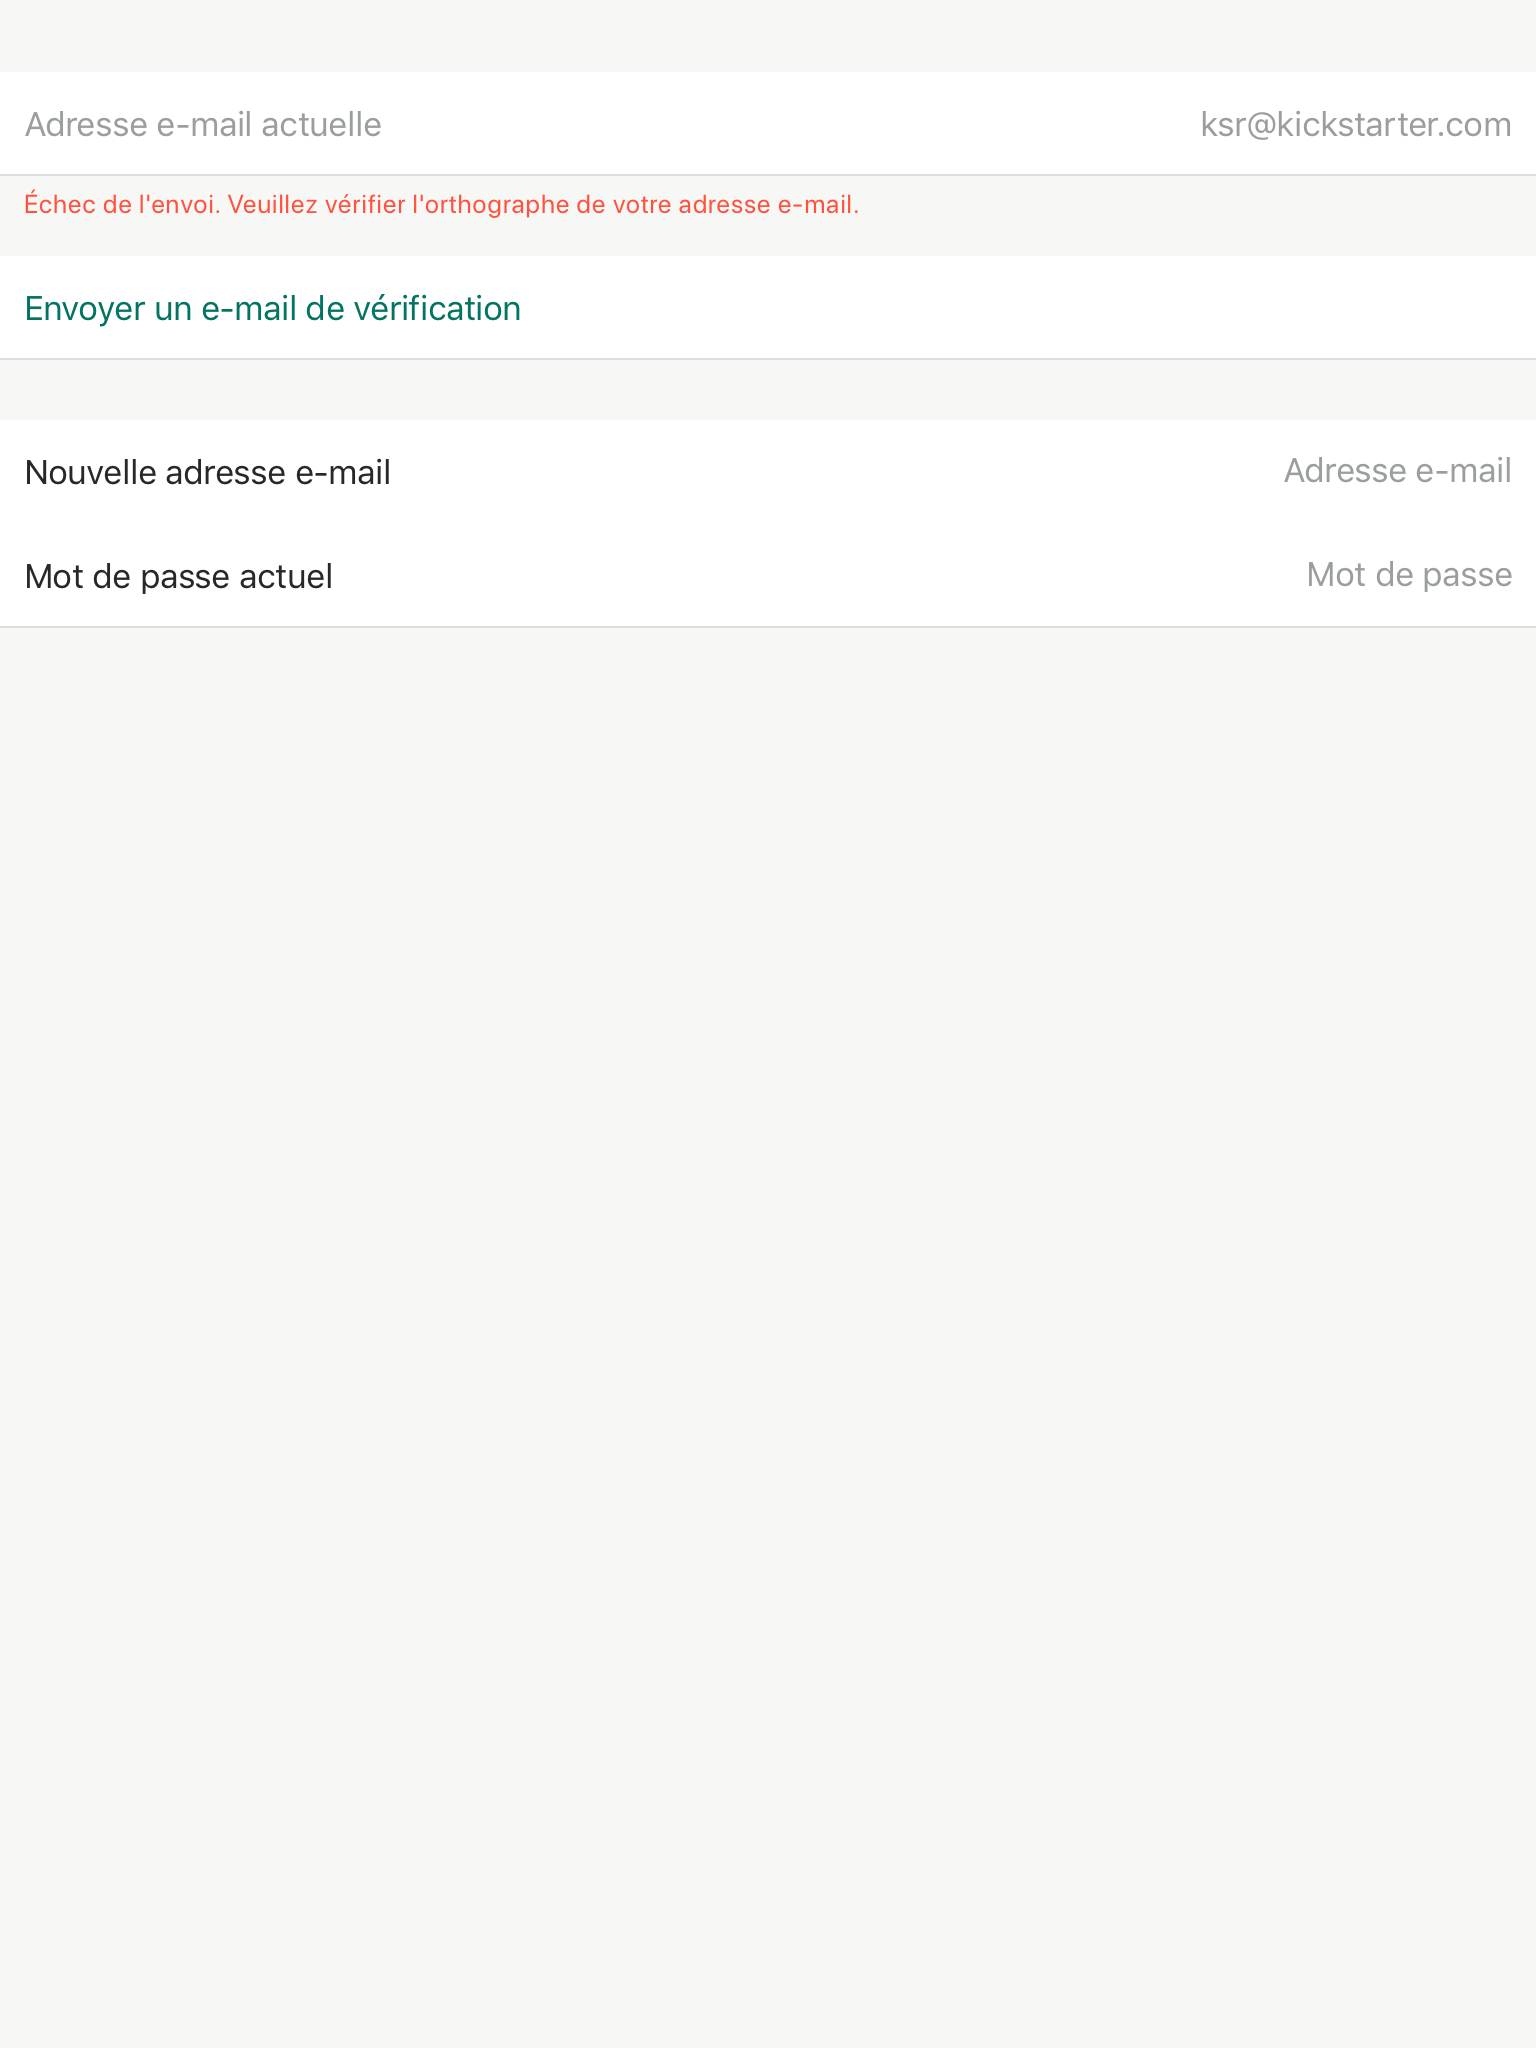 Adresse e-mail actuelle ksr@kickstarter.com
Échec de l'envoi. Veuillez vérifier l'orthographe de votre adresse e-mail.
Envoyer un e-mail de vérification
Nouvelle adresse e-mail Adresse e-mail
Mot de passe actuel Mot de passe